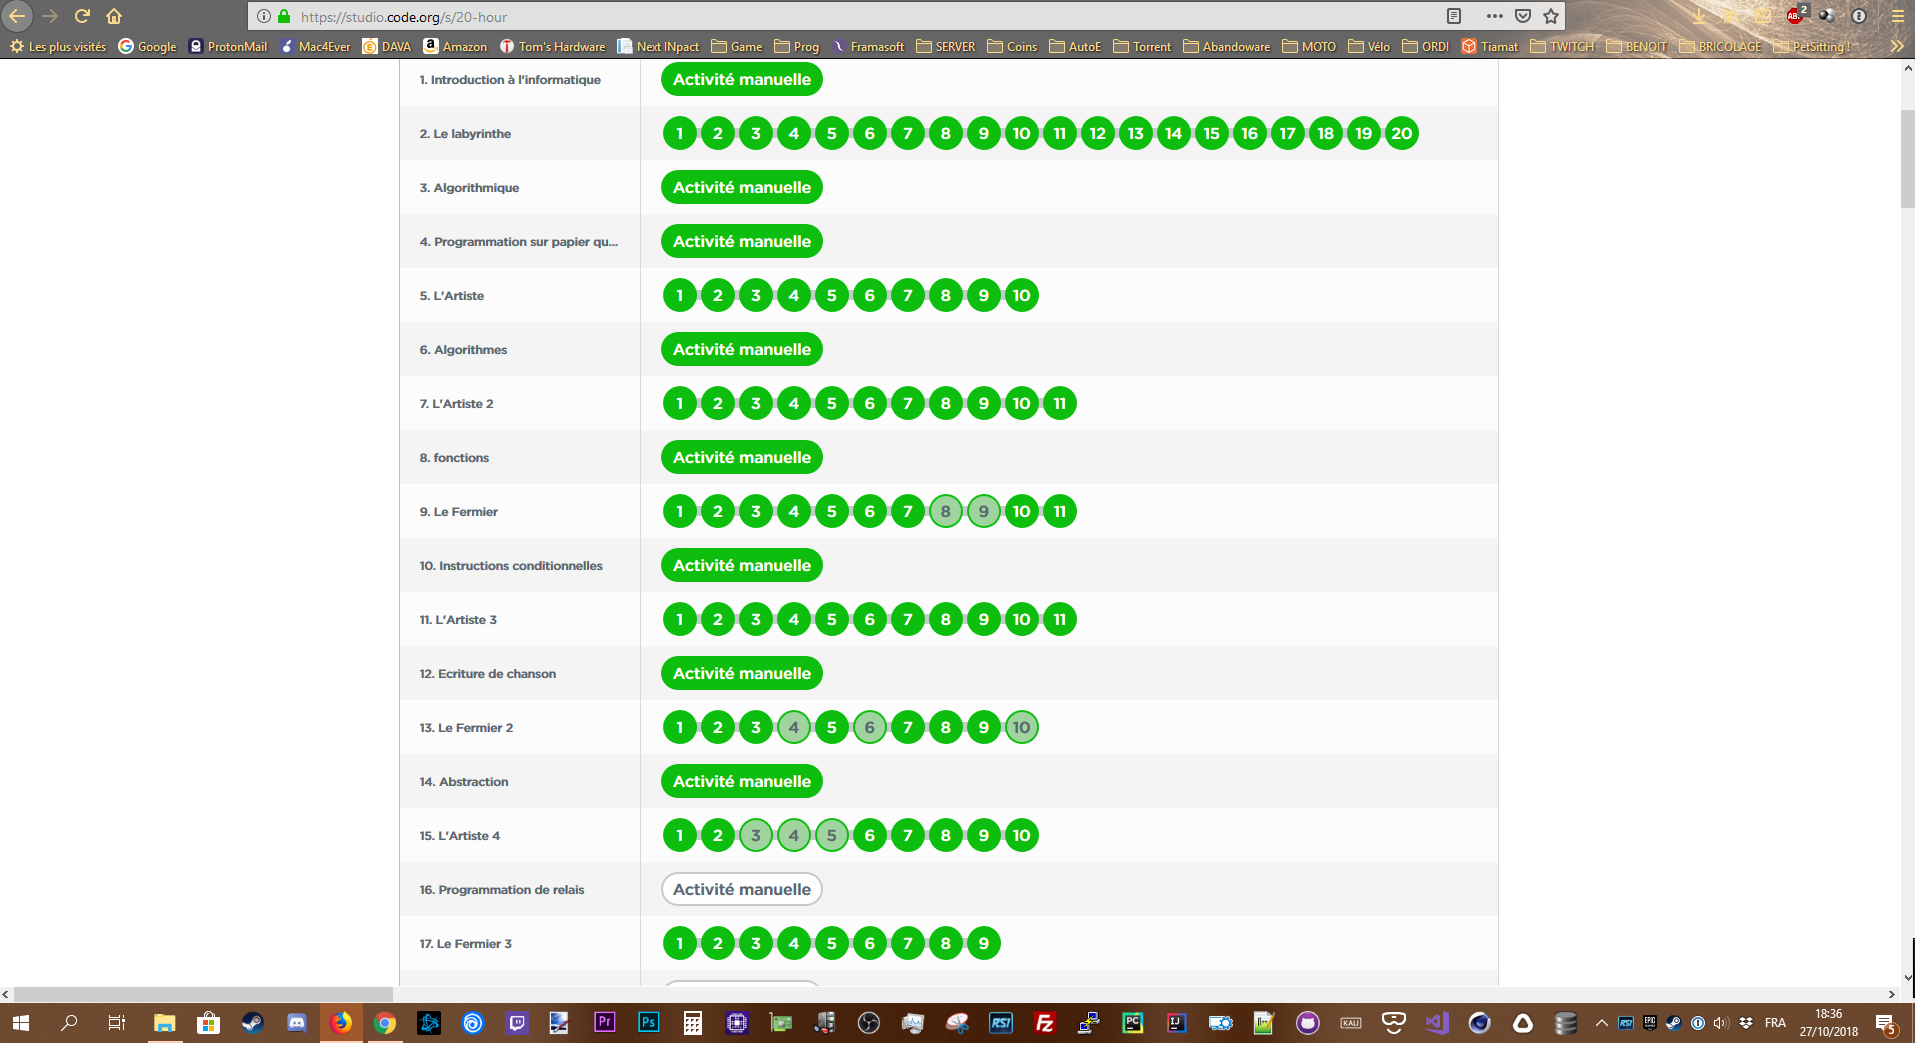 https://studio.code.org/s/20-hour
2
Les plus visités Google ProtonMail Mac4Ever DAVA Amazon Tom's Hardware Next INpact Game Prog Framasoft SERVER Coins AutoE Torrent Abandoware MOTO Vélo ORDI Tiamat TWITCH BENOIT BRICOLAGE PetSitting !
1. Introduction à l'informatique Activité manuelle
2. Le labyrinthe 1 2 3 4 5 6 7 8 9 10 11 12 13 14 15 16 17 18 19 20
3. Algorithmique Activité manuelle
4. Programmation sur papier qu... Activité manuelle
5. L'Artiste 1 2 3 4 5 6 7 8 9 10
6. Algorithmes Activité manuelle
7. L'Artiste 2 1 2 3 4 5 6 7 8 9 10 11
8. fonctions Activité manuelle
9. Le Fermier 1 2 3 4 5 6 7 8 9 10 11
10. Instructions conditionnelles Activité manuelle
11. L'Artiste 3 1 2 3 4 5 6 7 8 9 10 11
12. Ecriture de chanson Activité manuelle
13. Le Fermier 2 1 2 3 4 5 6 7 8 9 10
14. Abstraction Activité manuelle
15. L'Artiste 4 1 2 3 4 5 6 7 8 9 10
16. Programmation de relais Activité manuelle
17. Le Fermier 3 1 2 3 4 5 6 7 8 9
Pr Ps RSI Fz PC IJ KALI RSI FRA 18:36
27/10/2018 5